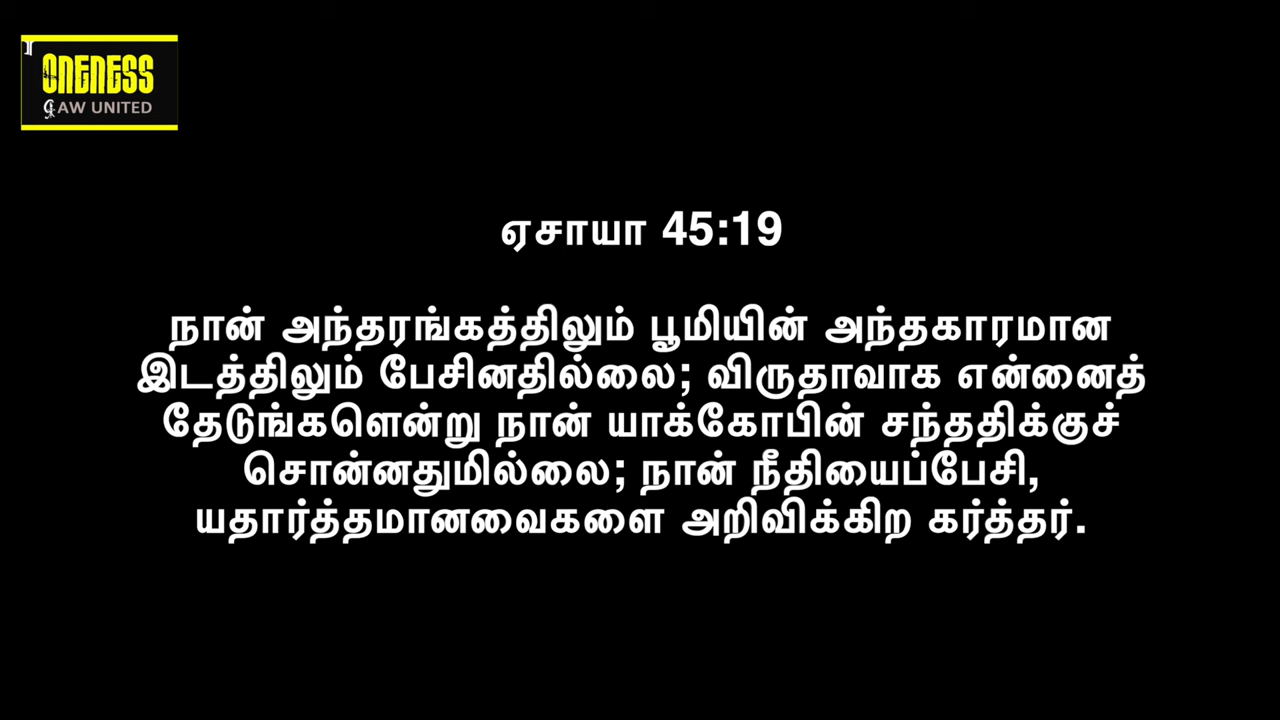 ONENESS
LAW UNITED
ஏசாயா 45:19
நான் அந்தரங்கத்திலும் பூமியின் அந்தகாரமான
இடத்திலும் பேசினதில்லை; விருதாவாக என்னைத்
தேடுங்களென்று நான் யாக்கோபின் சந்ததிக்குச்
சொன்னதுமில்லை; நான் நீதியைப்பேசி,
யதார்த்தமானவைகளை அறிவிக்கிற கர்த்தர்.